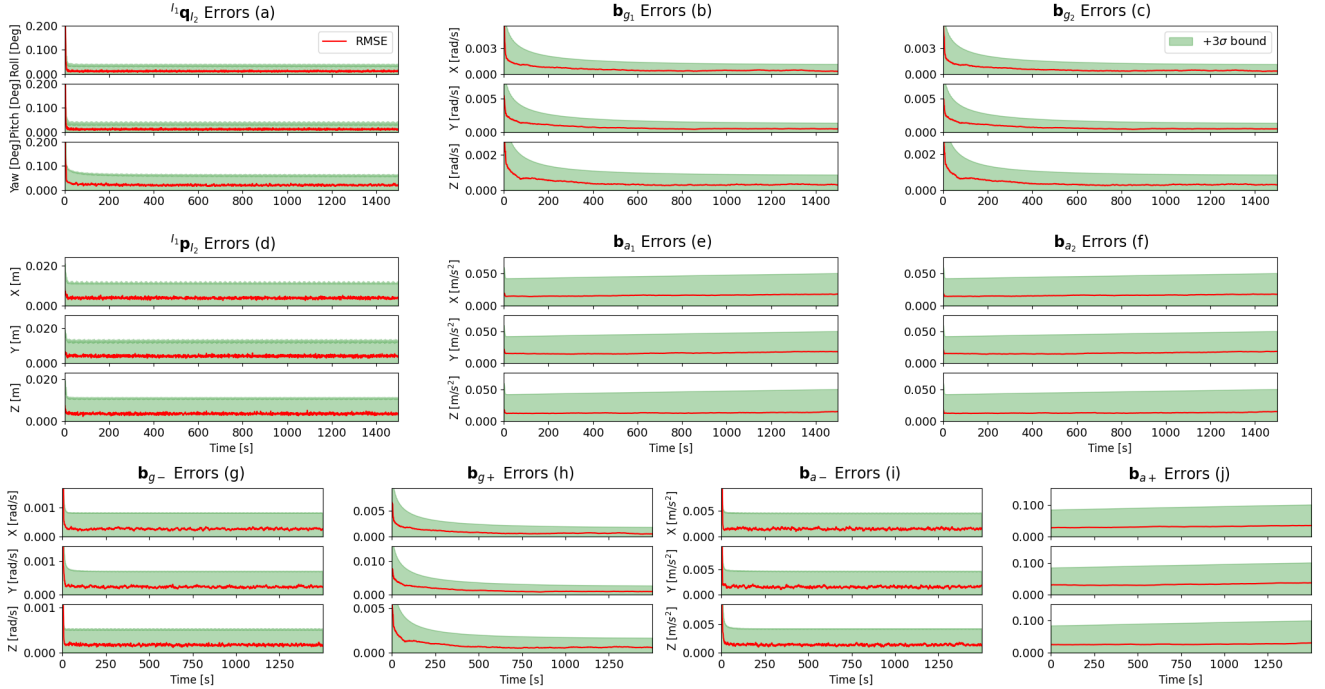 I₁qI₂ Errors (a)
bg₁ Errors (b)
bg₂ Errors (c)
Roll [Deg]
0.200
0.100
0.000
RMSE
X [rad/s]
0.003
0.000
X [rad/s]
0.003
0.000
+3σ bound
Pitch [Deg]
0.200
0.100
0.000
Y [rad/s]
0.005
0.000
Y [rad/s]
0.005
0.000
Yaw [Deg]
0.200
0.100
0.000
Z [rad/s]
0.002
0.000
Z [rad/s]
0.002
0.000
0 200 400 600 800 1000 1200 1400
0 200 400 600 800 1000 1200 1400
0 200 400 600 800 1000 1200 1400
I₁pI₂ Errors (d)
ba₁ Errors (e)
ba₂ Errors (f)
X [m]
0.020
0.000
X [m/s²]
0.050
0.000
X [m/s²]
0.050
0.000
Y [m]
0.020
0.000
Y [m/s²]
0.050
0.000
Y [m/s²]
0.050
0.000
Z [m]
0.020
0.000
Z [m/s²]
0.050
0.000
Z [m/s²]
0.050
0.000
0 200 400 600 800 1000 1200 1400
0 200 400 600 800 1000 1200 1400
0 200 400 600 800 1000 1200 1400
Time [s]
Time [s]
Time [s]
bg− Errors (g)
bg+ Errors (h)
ba− Errors (i)
ba+ Errors (j)
X [rad/s]
0.001
0.000
0.005
0.000
X [m/s²]
0.005
0.000
0.100
0.000
Y [rad/s]
0.001
0.000
0.010
0.000
Y [m/s²]
0.005
0.000
0.100
0.000
Z [rad/s]
0.001
0.000
0.005
0.000
Z [m/s²]
0.005
0.000
0.100
0.000
0 250 500 750 1000 1250
0 250 500 750 1000 1250
0 250 500 750 1000 1250
0 250 500 750 1000 1250
Time [s]
Time [s]
Time [s]
Time [s]